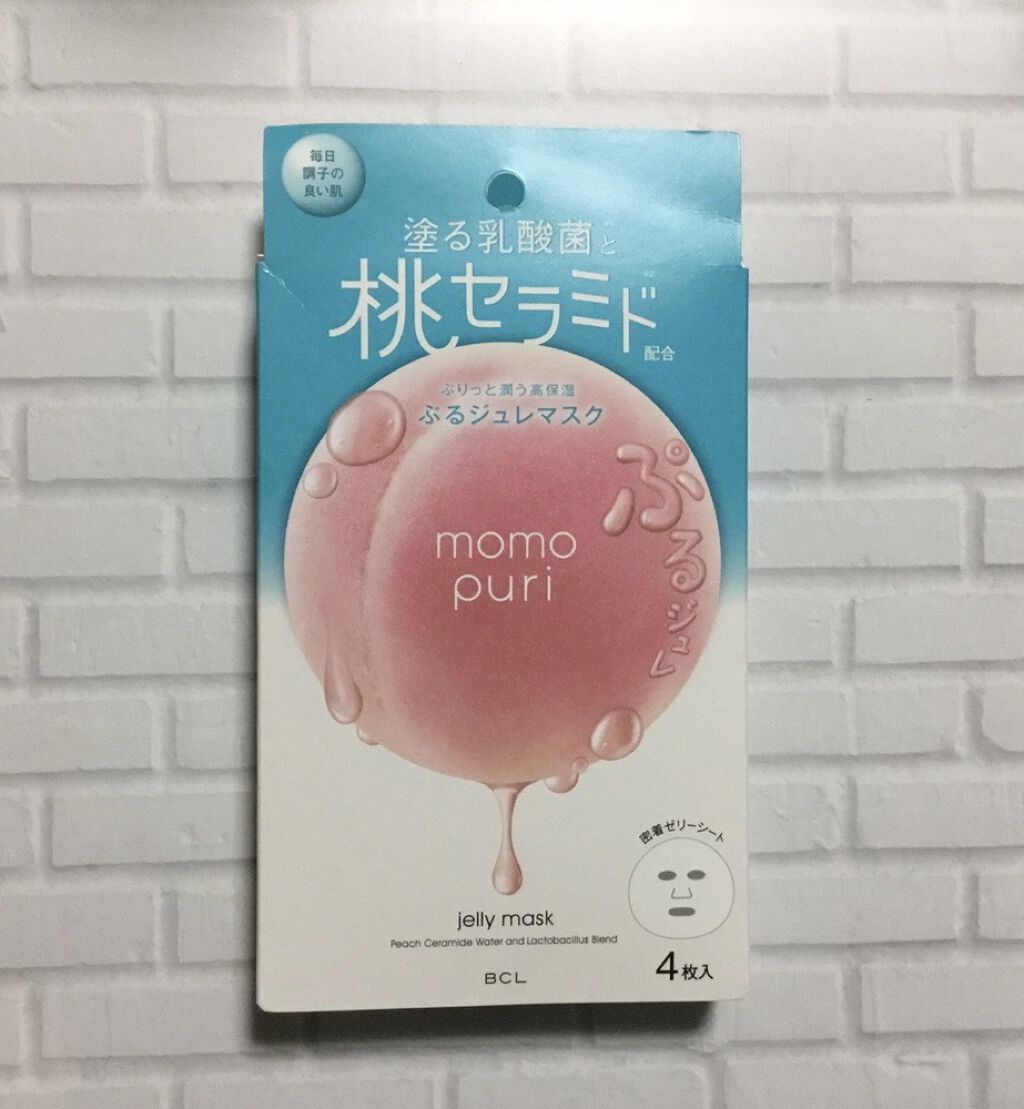 毎日
調子の
良い肌
塗る乳酸菌※1と
桃セラミド※2
配合
ぷりっと潤う高保湿
ぷるジュレマスク
momo
puri
ぷるジュレ
密着ゼリーシート
jelly mask
Peach Ceramide Water and Lactobacillus Blend
4枚入
BCL